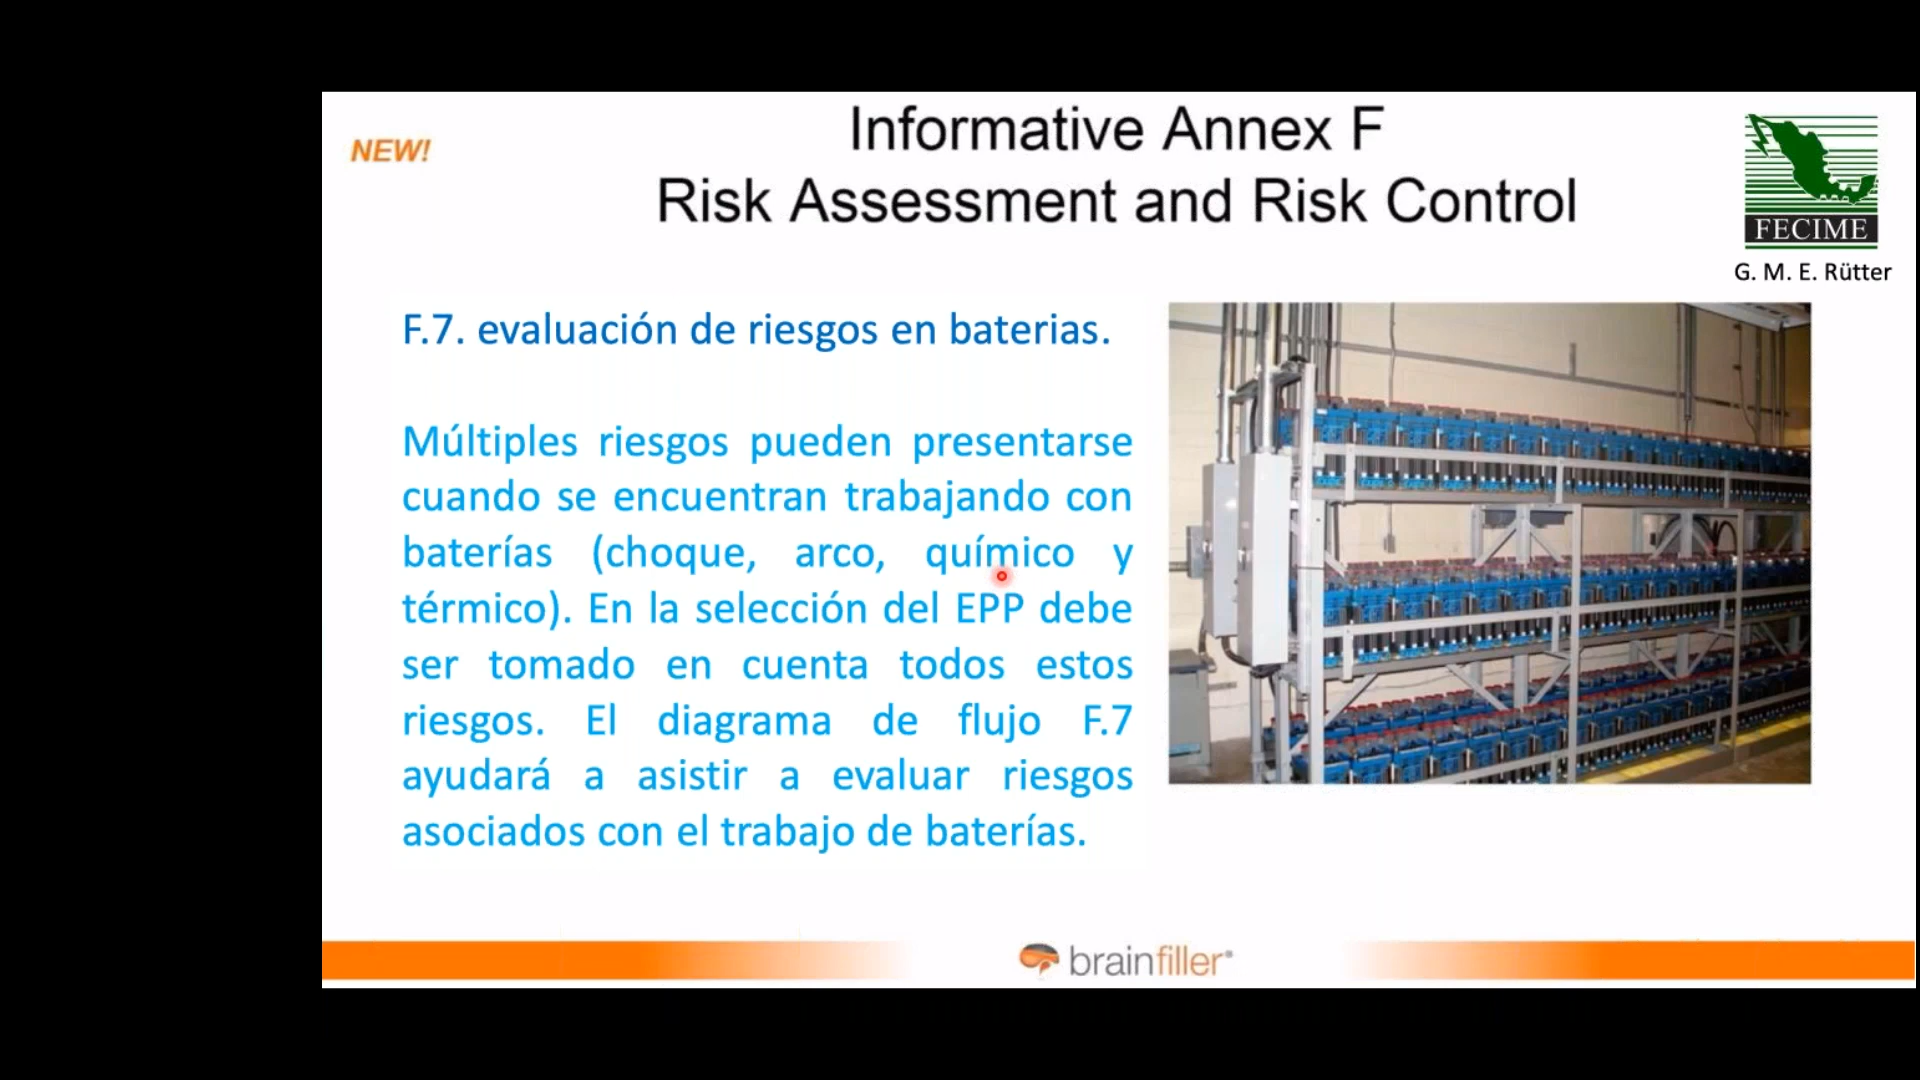 NEW!
Informative Annex F
Risk Assessment and Risk Control
FECIME
G. M. E. Rütter
F.7. evaluación de riesgos en baterias.
Múltiples riesgos pueden presentarse
cuando se encuentran trabajando con
baterías (choque, arco, químico y
térmico). En la selección del EPP debe
ser tomado en cuenta todos estos
riesgos. El diagrama de flujo F.7
ayudará a asistir a evaluar riesgos
asociados con el trabajo de baterías.
brainfiller®